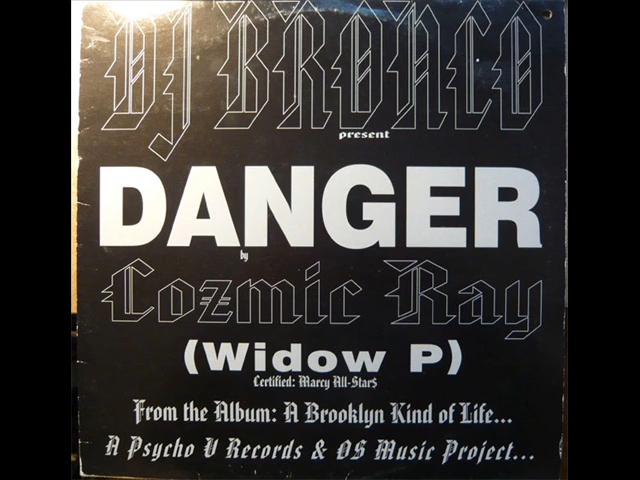 DJ BRONCO
present
DANGER
by
Cozmic Ray
(Widow P)
Certified: Marcy All-Star$
From the Album: A Brooklyn Kind of Life...
A Psycho V Records & OS Music Project...